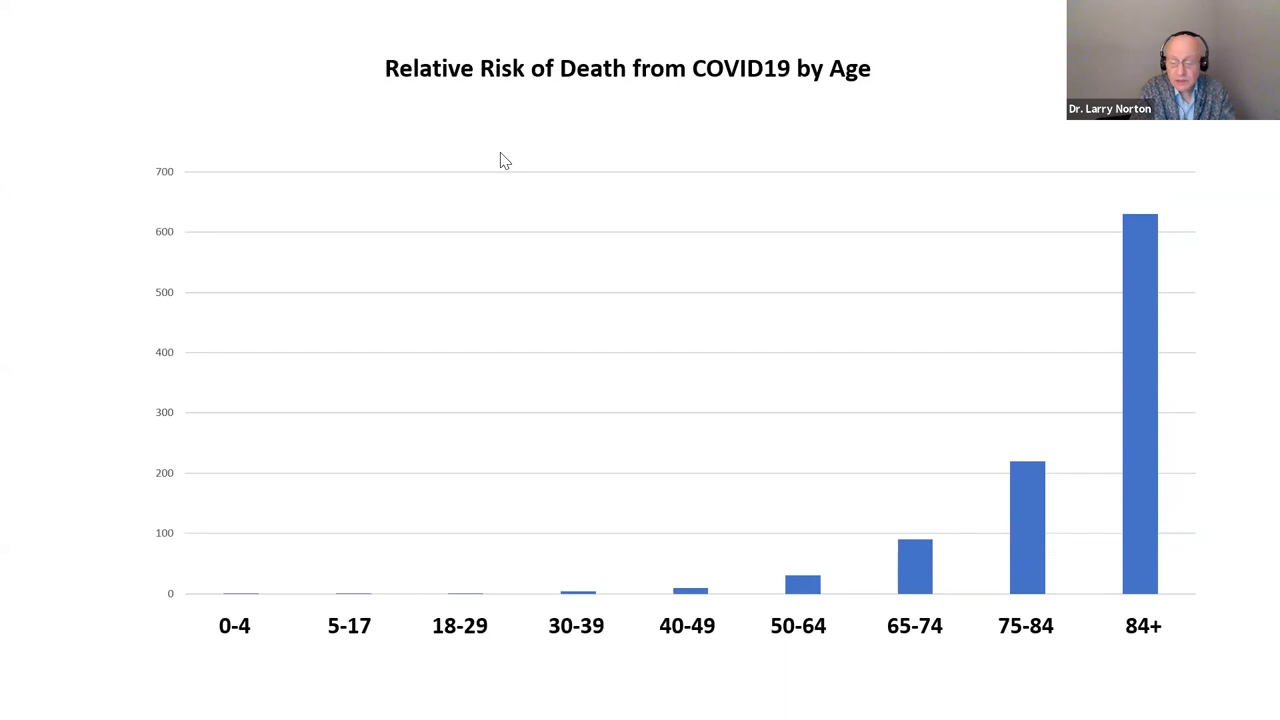 Relative Risk of Death from COVID19 by Age
Dr. Larry Norton
700
600
500
400
300
200
100
0
0-4 5-17 18-29 30-39 40-49 50-64 65-74 75-84 84+